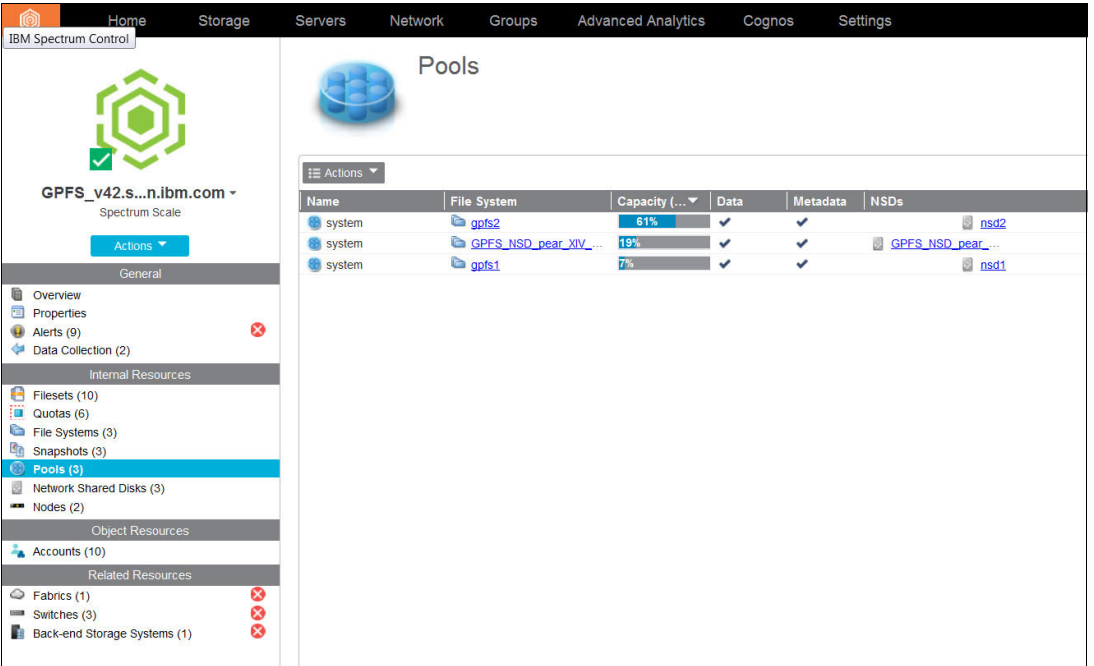 Home Storage Servers Network Groups Advanced Analytics Cognos Settings
IBM Spectrum Control
GPFS_v42.s...n.ibm.com
Spectrum Scale
Actions
General
Overview
Properties
Alerts (9)
Data Collection (2)
Internal Resources
Filesets (10)
Quotas (6)
File Systems (3)
Snapshots (3)
Pools (3)
Network Shared Disks (3)
Nodes (2)
Object Resources
Accounts (10)
Related Resources
Fabrics (1)
Switches (3)
Back-end Storage Systems (1)
Pools
Actions
Name File System Capacity (... Data Metadata NSDs
system gpfs2 61% nsd2
system GPFS_NSD_pear_XIV_... 19% GPFS_NSD_pear_...
system gpfs1 7% nsd1